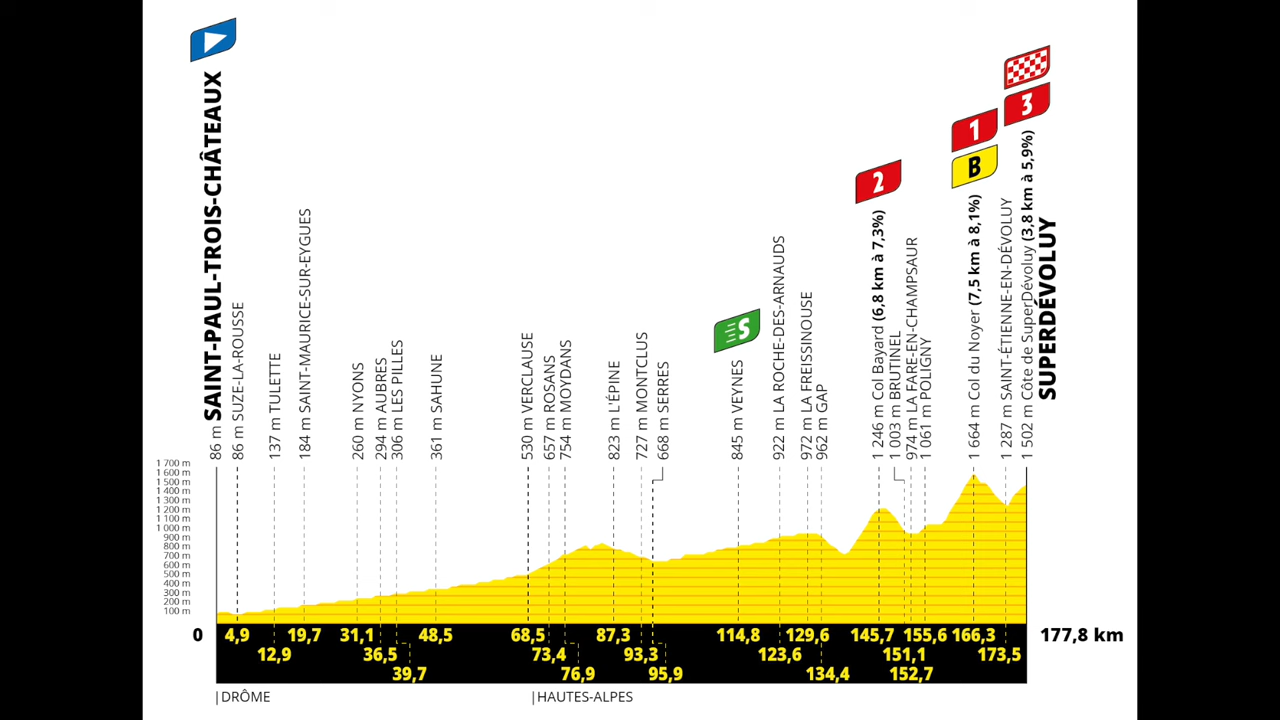 SAINT-PAUL-TROIS-CHÂTEAUX
86 m
86 m SUZE-LA-ROUSSE
137 m TULETTE
184 m SAINT-MAURICE-SUR-EYGUES
260 m NYONS
294 m AUBRES
306 m LES PILLES
361 m SAHUNE
530 m VERCLAUSE
657 m ROSANS
754 m MOYDANS
823 m L'ÉPINE
727 m MONTCLUS
668 m SERRES
S
845 m VEYNES
922 m LA ROCHE-DES-ARNAUDS
972 m LA FREISSINOUSE
962 m GAP
2
1 246 m Col Bayard (6,8 km à 7,3%)
1 003 m BRUTINEL
974 m LA FARE-EN-CHAMPSAUR
1 061 m POLIGNY
1
B
1 664 m Col du Noyer (7,5 km à 8,1%)
1 287 m SAINT-ÉTIENNE-EN-DÉVOLUY
3
1 502 m Côte de SuperDévoluy (3,8 km à 5,9%)
SUPERDÉVOLUY
1 700 m
1 600 m
1 500 m
1 400 m
1 300 m
1 200 m
1 100 m
1 000 m
900 m
800 m
700 m
600 m
500 m
400 m
300 m
200 m
100 m
0 4,9 19,7 31,1 48,5 68,5 87,3 114,8 129,6 145,7 155,6 166,3 177,8 km
12,9 36,5 73,4 93,3 123,6 151,1 173,5
39,7 76,9 95,9 134,4 152,7
DRÔME HAUTES-ALPES